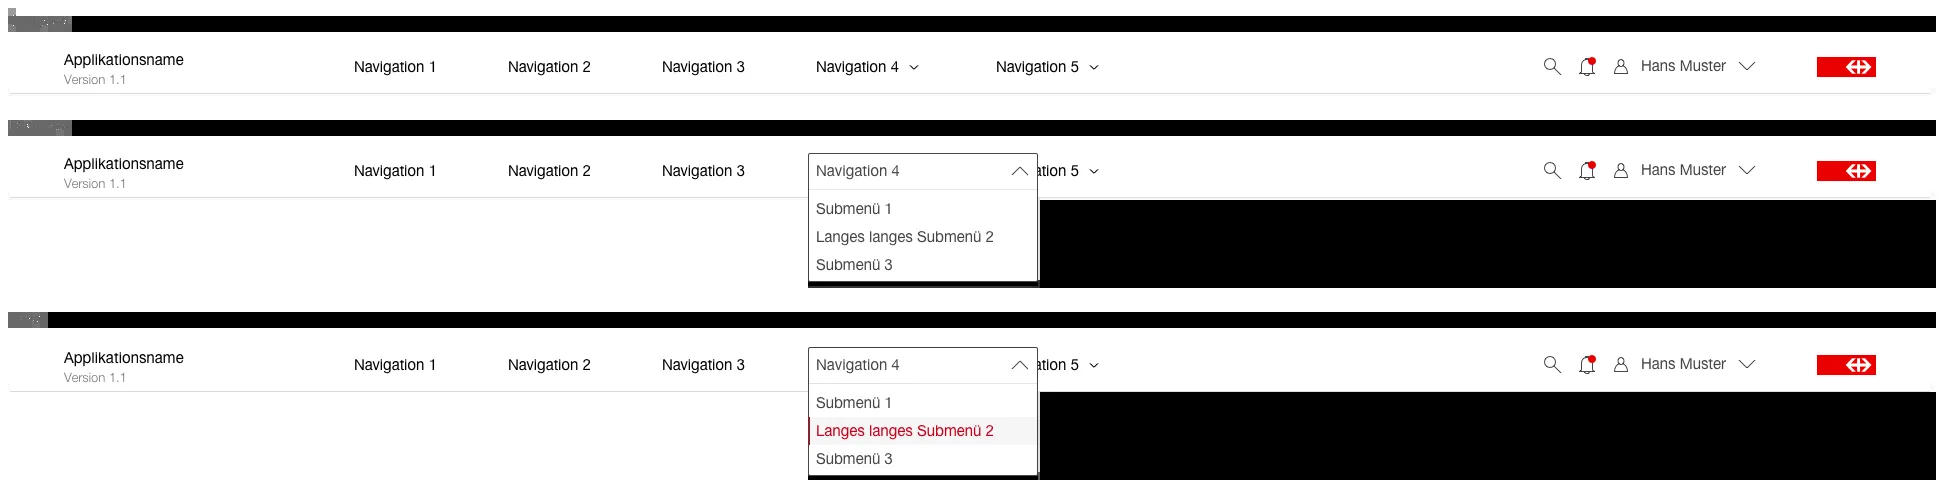 Applikationsname
Version 1.1
Navigation 1 Navigation 2 Navigation 3 Navigation 4 Navigation 5 Hans Muster
Applikationsname
Version 1.1
Navigation 1 Navigation 2 Navigation 3 Navigation 4 ation 5 Hans Muster
Submenü 1
Langes langes Submenü 2
Submenü 3
Applikationsname
Version 1.1
Navigation 1 Navigation 2 Navigation 3 Navigation 4 ation 5 Hans Muster
Submenü 1
Langes langes Submenü 2
Submenü 3